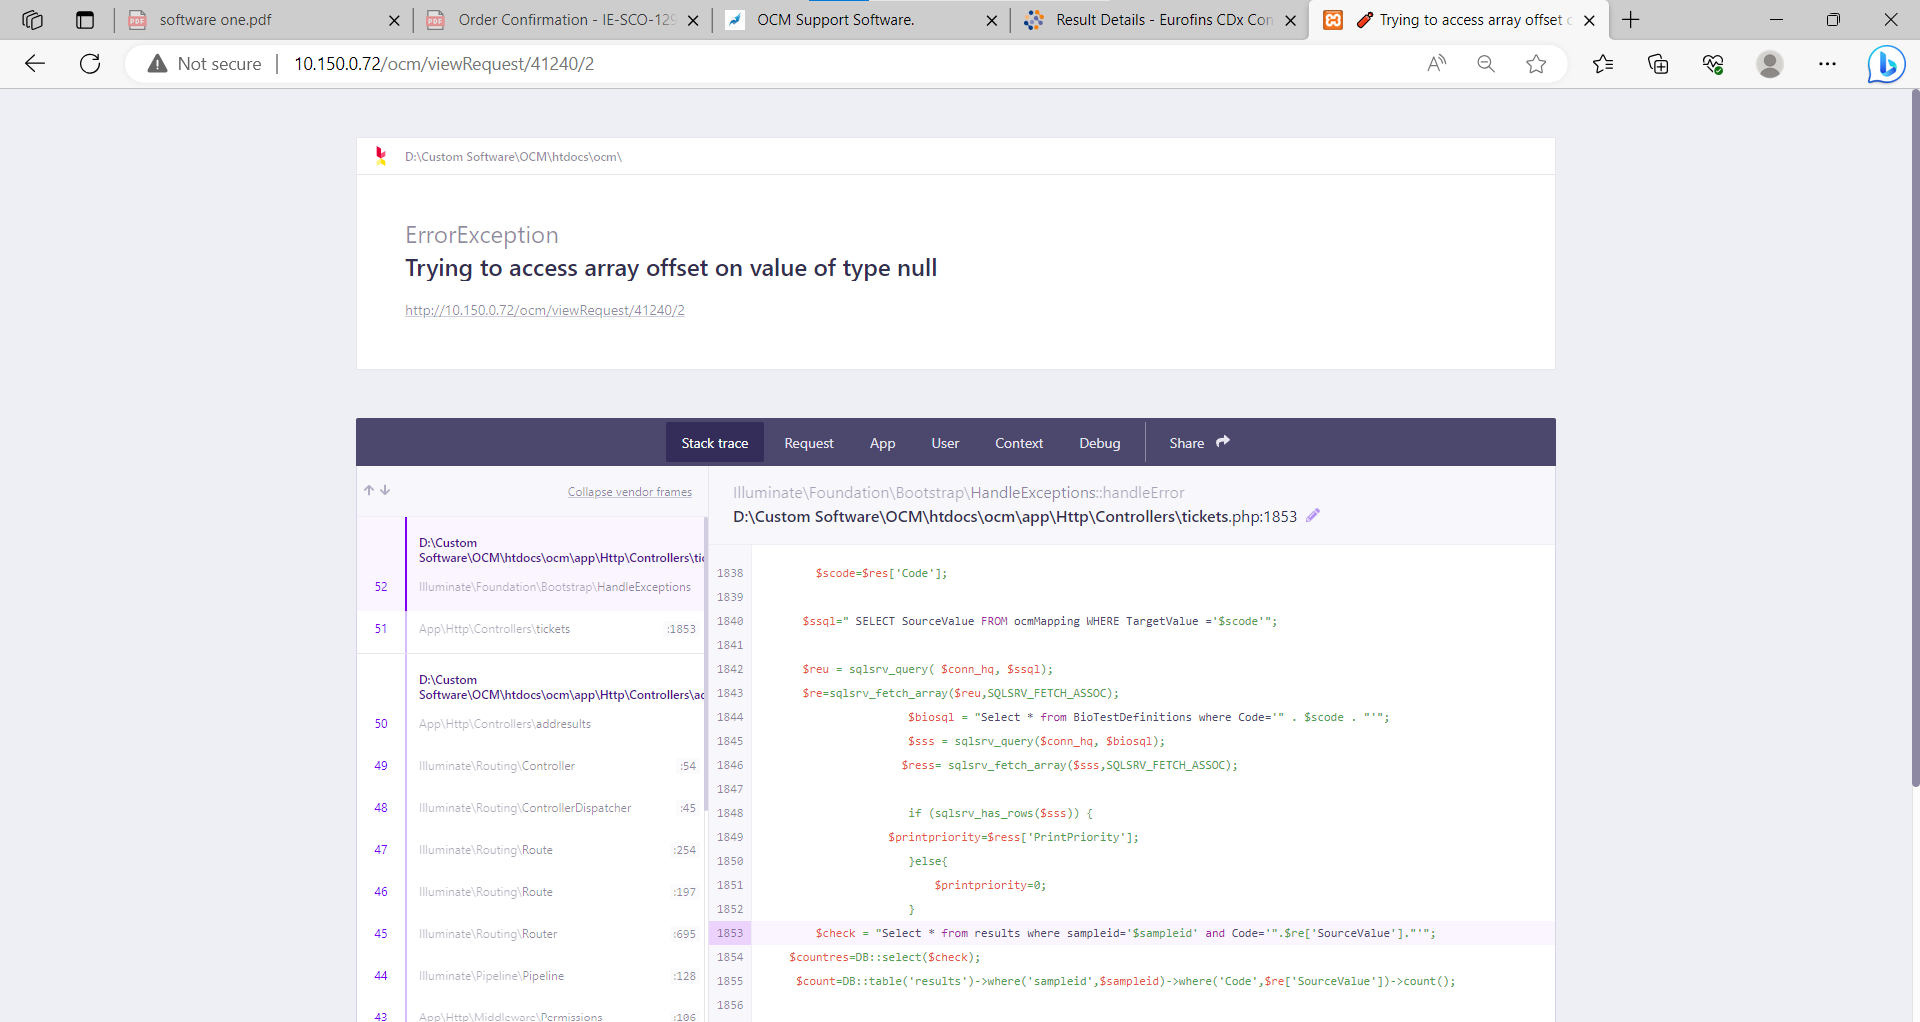 software one.pdf
Order Confirmation - IE-SCO-129
OCM Support Software.
Result Details - Eurofins CDx Con
Trying to access array offset o
Not secure
10.150.0.72/ocm/viewRequest/41240/2
D:\Custom Software\OCM\htdocs\ocm\
ErrorException
Trying to access array offset on value of type null
http://10.150.0.72/ocm/viewRequest/41240/2
Stack trace
Request
App
User
Context
Debug
Share
Collapse vendor frames
D:\Custom
Software\OCM\htdocs\ocm\app\Http\Controllers\tic
52 Illuminate\Foundation\Bootstrap\HandleExceptions
51 App\Http\Controllers\tickets :1853
D:\Custom
Software\OCM\htdocs\ocm\app\Http\Controllers\ad
50 App\Http\Controllers\addresults
49 Illuminate\Routing\Controller :54
48 Illuminate\Routing\ControllerDispatcher :45
47 Illuminate\Routing\Route :254
46 Illuminate\Routing\Route :197
45 Illuminate\Routing\Router :695
44 Illuminate\Pipeline\Pipeline :128
43 App\Http\Middleware\Permissions :106
Illuminate\Foundation\Bootstrap\HandleExceptions::handleError
D:\Custom Software\OCM\htdocs\ocm\app\Http\Controllers\tickets.php:1853
1838 $scode=$res['Code'];
1839
1840 $ssql=" SELECT SourceValue FROM ocmMapping WHERE TargetValue ='$scode'";
1841
1842 $reu = sqlsrv_query( $conn_hq, $ssql);
1843 $re=sqlsrv_fetch_array($reu,SQLSRV_FETCH_ASSOC);
1844 $biosql = "Select * from BioTestDefinitions where Code='" . $scode . "'";
1845 $sss = sqlsrv_query($conn_hq, $biosql);
1846 $ress= sqlsrv_fetch_array($sss,SQLSRV_FETCH_ASSOC);
1847
1848 if (sqlsrv_has_rows($sss)) {
1849 $printpriority=$ress['PrintPriority'];
1850 }else{
1851 $printpriority=0;
1852 }
1853 $check = "Select * from results where sampleid='$sampleid' and Code='".$re['SourceValue']."'";
1854 $countres=DB::select($check);
1855 $count=DB::table('results')->where('sampleid',$sampleid)->where('Code',$re['SourceValue'])->count();
1856